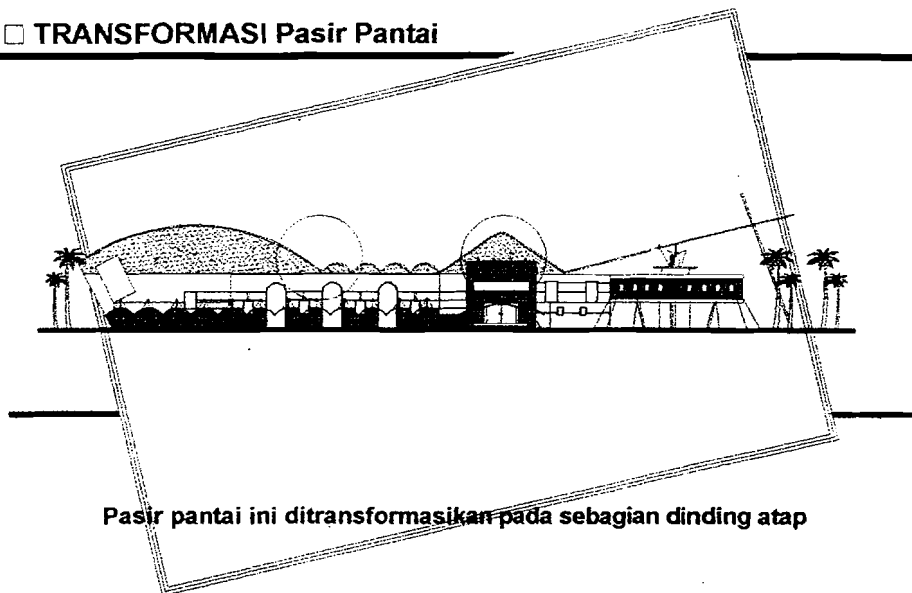 □ TRANSFORMASI Pasir Pantai
Pasir pantai ini ditransformasikan pada sebagian dinding atap